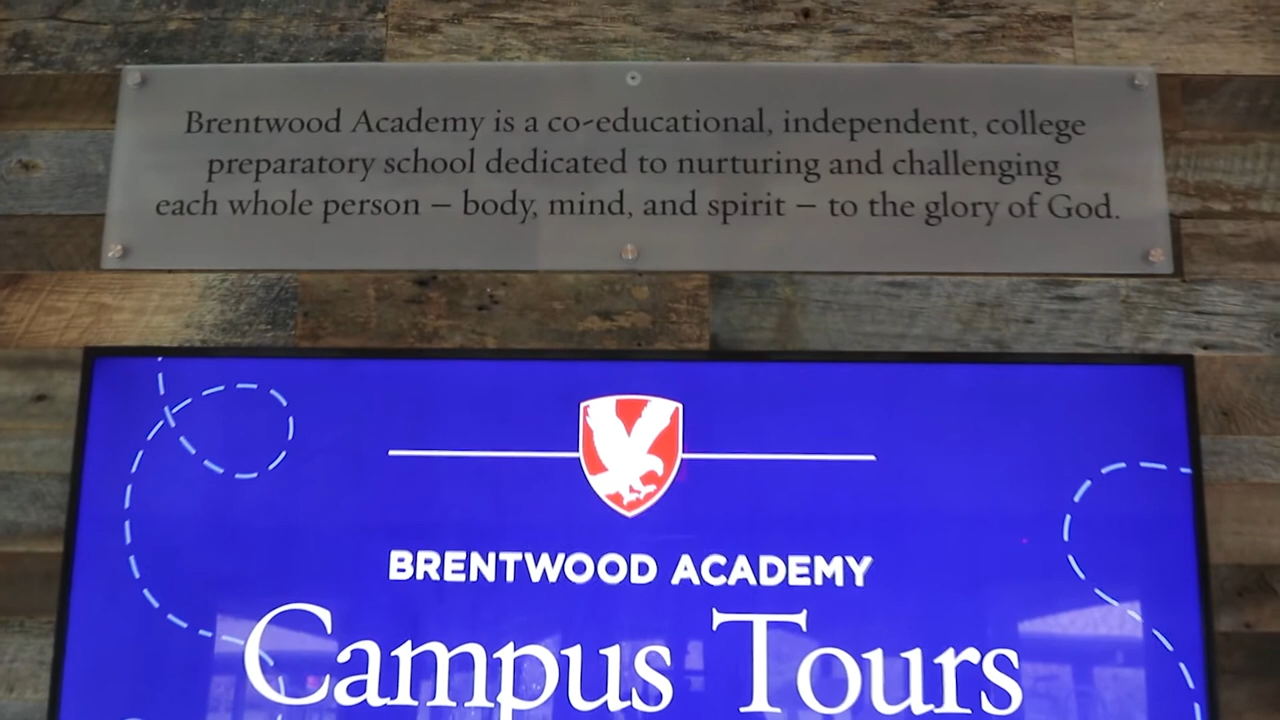 Brentwood Academy is a co-educational, independent, college
preparatory school dedicated to nurturing and challenging
each whole person – body, mind, and spirit – to the glory of God.
BRENTWOOD ACADEMY
Campus Tours